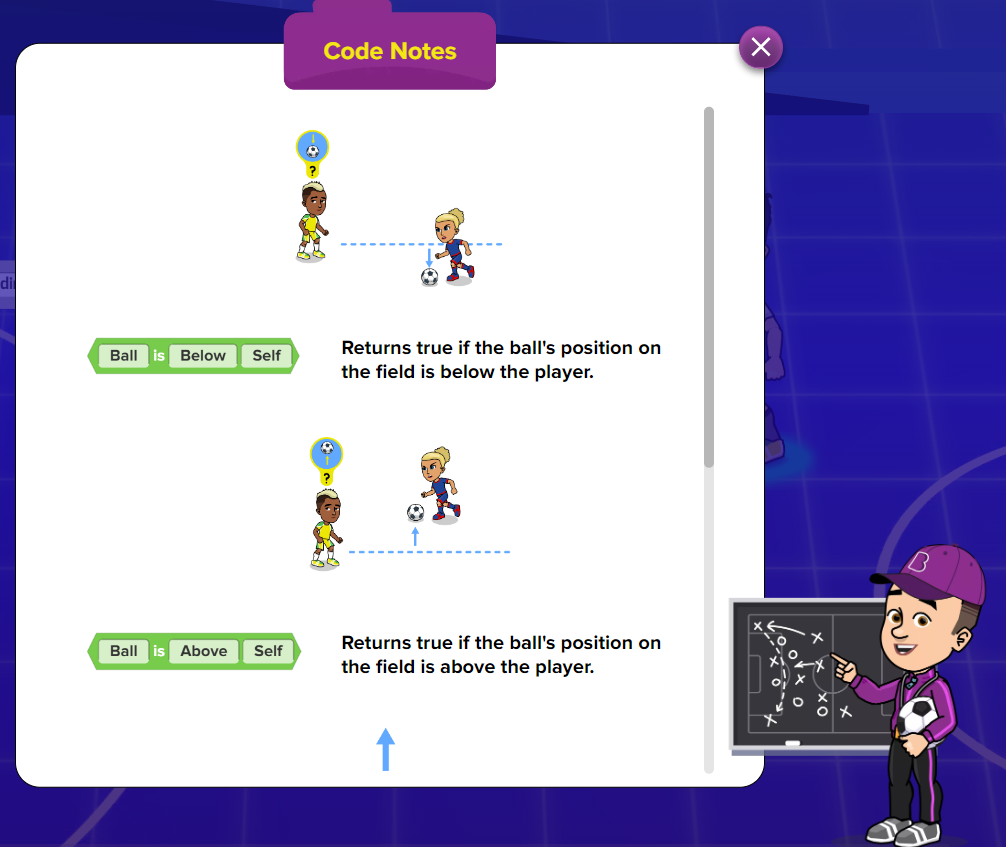 Code Notes
?
Ball is Below Self
Returns true if the ball's position on
the field is below the player.
?
Ball is Above Self
Returns true if the ball's position on
the field is above the player.
B